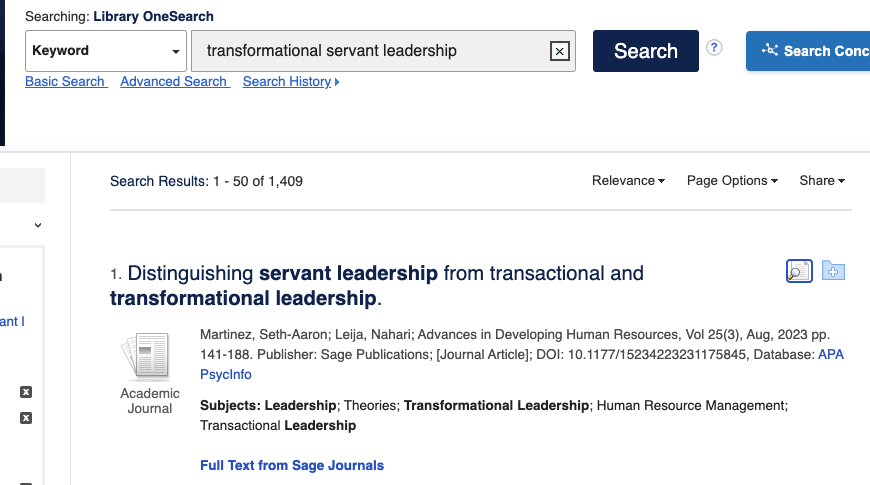 Searching: Library OneSearch
Keyword
transformational servant leadership
Search
?
Search Conc
Basic Search Advanced Search Search History
Search Results: 1 - 50 of 1,409
Relevance Page Options Share
1. Distinguishing servant leadership from transactional and
transformational leadership.
ant l
Martinez, Seth-Aaron; Leija, Nahari; Advances in Developing Human Resources, Vol 25(3), Aug, 2023 pp.
141-188. Publisher: Sage Publications; [Journal Article]; DOI: 10.1177/15234223231175845, Database: APA
PsycInfo
Academic
Journal
Subjects: Leadership; Theories; Transformational Leadership; Human Resource Management;
Transactional Leadership
Full Text from Sage Journals